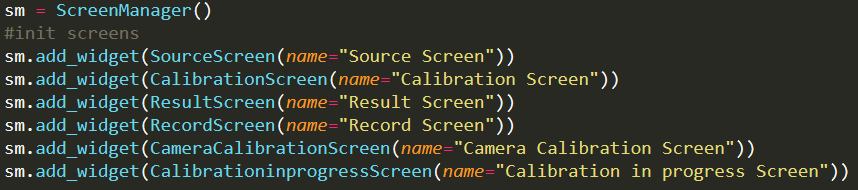 sm = ScreenManager()
#init screens
sm.add_widget(SourceScreen(name="Source Screen"))
sm.add_widget(CalibrationScreen(name="Calibration Screen"))
sm.add_widget(ResultScreen(name="Result Screen"))
sm.add_widget(RecordScreen(name="Record Screen"))
sm.add_widget(CameraCalibrationScreen(name="Camera Calibration Screen"))
sm.add_widget(CalibrationinprogressScreen(name="Calibration in progress Screen"))